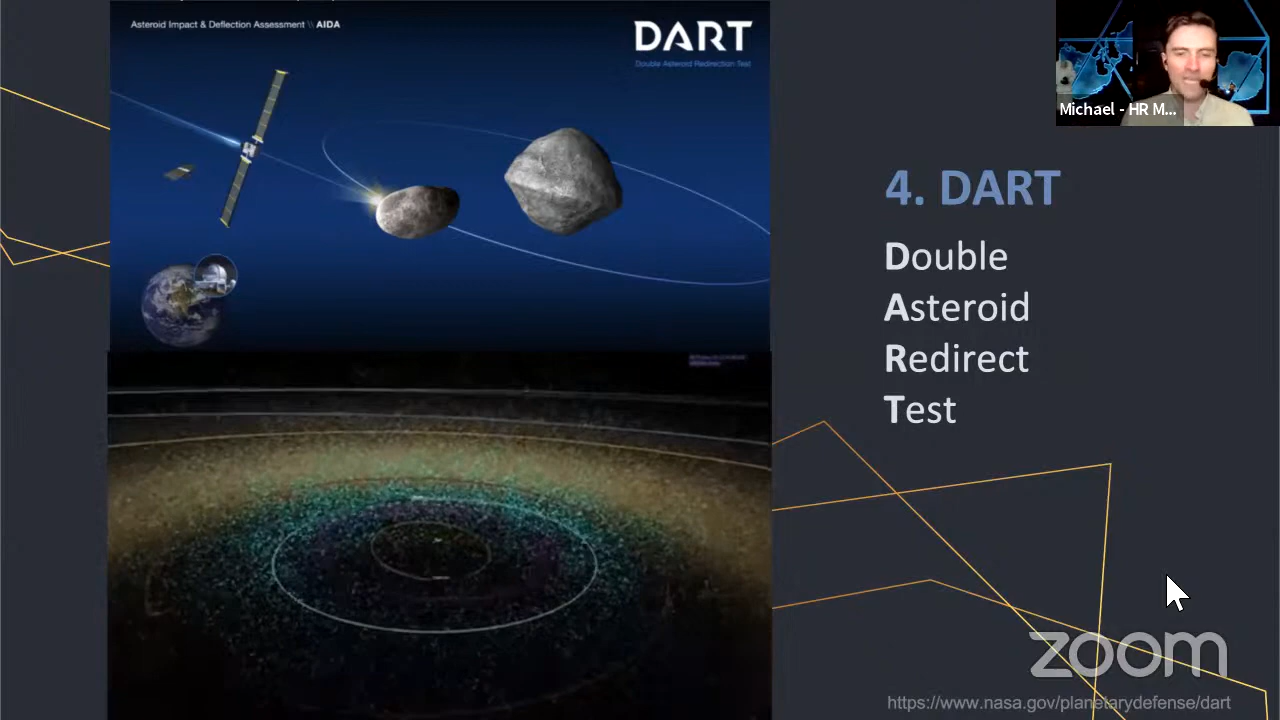 Asteroid Impact & Deflection Assessment \\ AIDA
DART
Double Asteroid Redirection Test
Michael - HR M...
4. DART
Double
Asteroid
Redirect
Test
zoom
https://www.nasa.gov/planetarydefense/dart